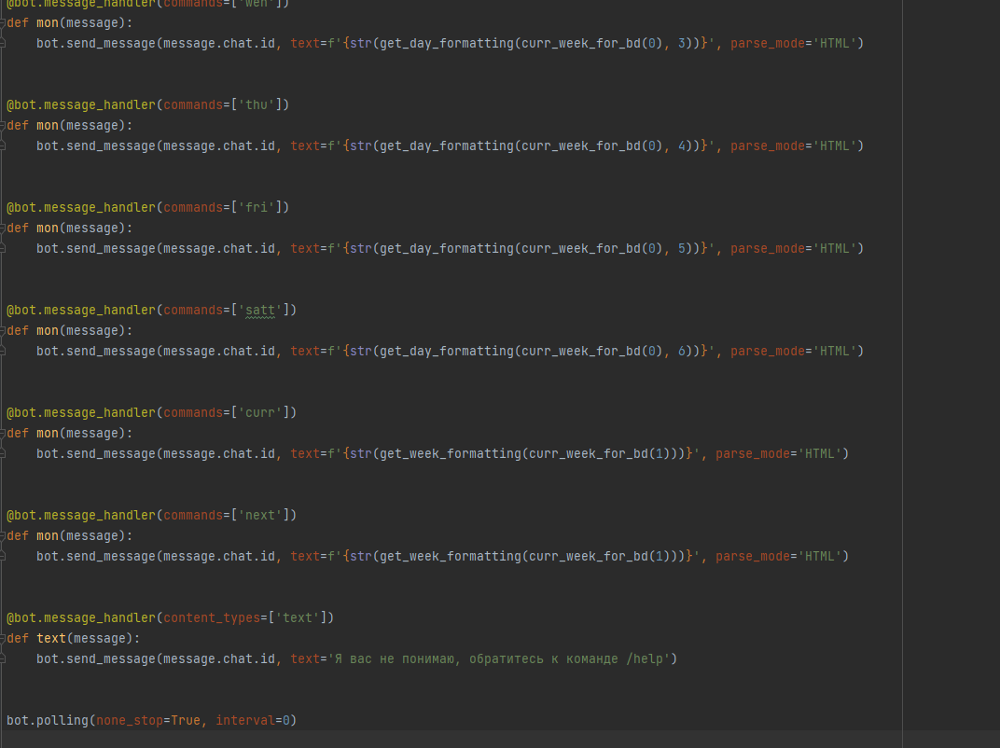 @bot.message_handler(commands=['wen'])
def mon(message):
    bot.send_message(message.chat.id, text=f'{str(get_day_formatting(curr_week_for_bd(0), 3))}', parse_mode='HTML')
@bot.message_handler(commands=['thu'])
def mon(message):
    bot.send_message(message.chat.id, text=f'{str(get_day_formatting(curr_week_for_bd(0), 4))}', parse_mode='HTML')
@bot.message_handler(commands=['fri'])
def mon(message):
    bot.send_message(message.chat.id, text=f'{str(get_day_formatting(curr_week_for_bd(0), 5))}', parse_mode='HTML')
@bot.message_handler(commands=['satt'])
def mon(message):
    bot.send_message(message.chat.id, text=f'{str(get_day_formatting(curr_week_for_bd(0), 6))}', parse_mode='HTML')
@bot.message_handler(commands=['curr'])
def mon(message):
    bot.send_message(message.chat.id, text=f'{str(get_week_formatting(curr_week_for_bd(1)))}', parse_mode='HTML')
@bot.message_handler(commands=['next'])
def mon(message):
    bot.send_message(message.chat.id, text=f'{str(get_week_formatting(curr_week_for_bd(1)))}', parse_mode='HTML')
@bot.message_handler(content_types=['text'])
def text(message):
    bot.send_message(message.chat.id, text='Я вас не понимаю, обратитесь к команде /help')
bot.polling(none_stop=True, interval=0)